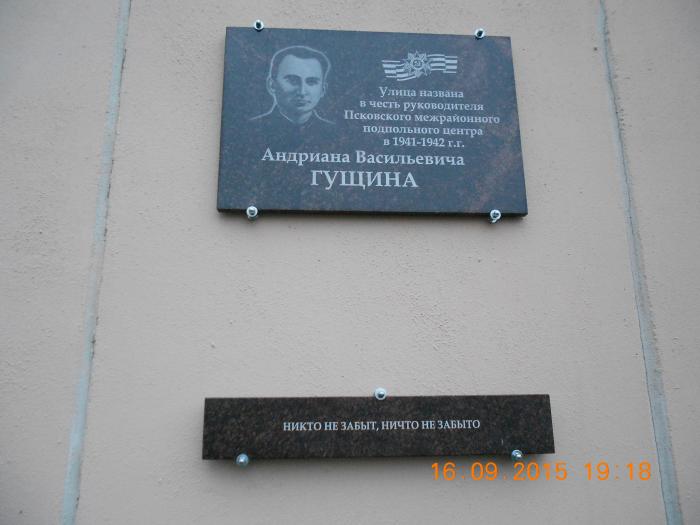 Улица названа
в честь руководителя
Псковского межрайонного
подпольного центра
в 1941-1942 г.г.
Андриана Васильевича
ГУЩИНА
НИКТО НЕ ЗАБЫТ, НИЧТО НЕ ЗАБЫТО
16.09.2015 19:18